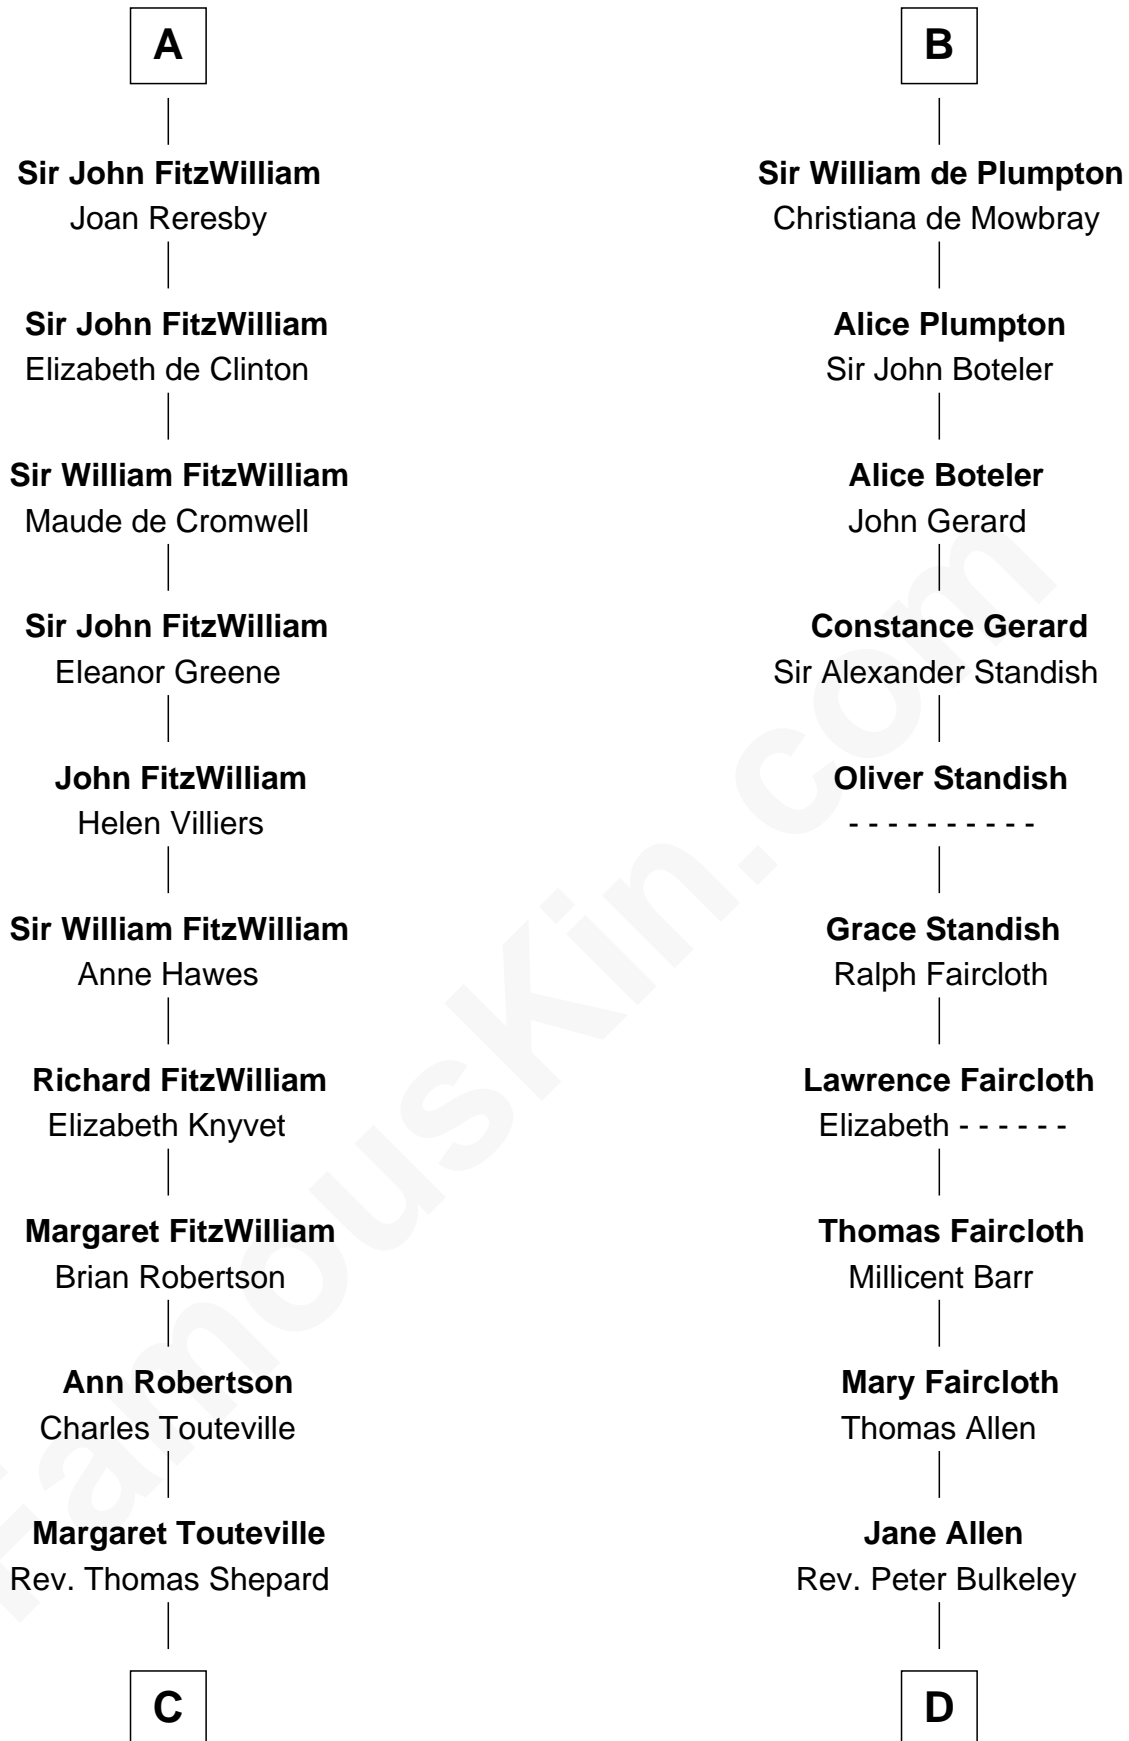 A
Sir John FitzWilliam
Joan Reresby
Sir John FitzWilliam
Elizabeth de Clinton
Sir William FitzWilliam
Maude de Cromwell
Sir John FitzWilliam
Eleanor Greene
John FitzWilliam
Helen Villiers
Sir William FitzWilliam
Anne Hawes
Richard FitzWilliam
Elizabeth Knyvet
Margaret FitzWilliam
Brian Robertson
Ann Robertson
Charles Touteville
Margaret Touteville
Rev. Thomas Shepard
C
B
Sir William de Plumpton
Christiana de Mowbray
Alice Plumpton
Sir John Boteler
Alice Boteler
John Gerard
Constance Gerard
Sir Alexander Standish
Oliver Standish
- - - - - - - - - -
Grace Standish
Ralph Faircloth
Lawrence Faircloth
Elizabeth - - - - - -
Thomas Faircloth
Millicent Barr
Mary Faircloth
Thomas Allen
Jane Allen
Rev. Peter Bulkeley
D
FamousKin.com